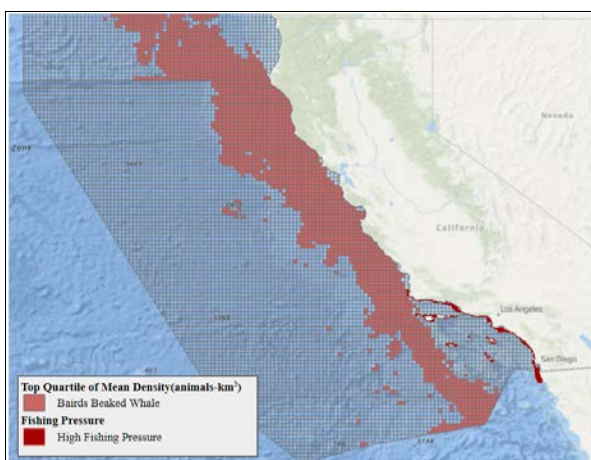 Zone
Nevada
California
Los Angeles
San Diego
Top Quartile of Mean Density(animals-km²)
Bairds Beaked Whale
Fishing Pressure
High Fishing Pressure